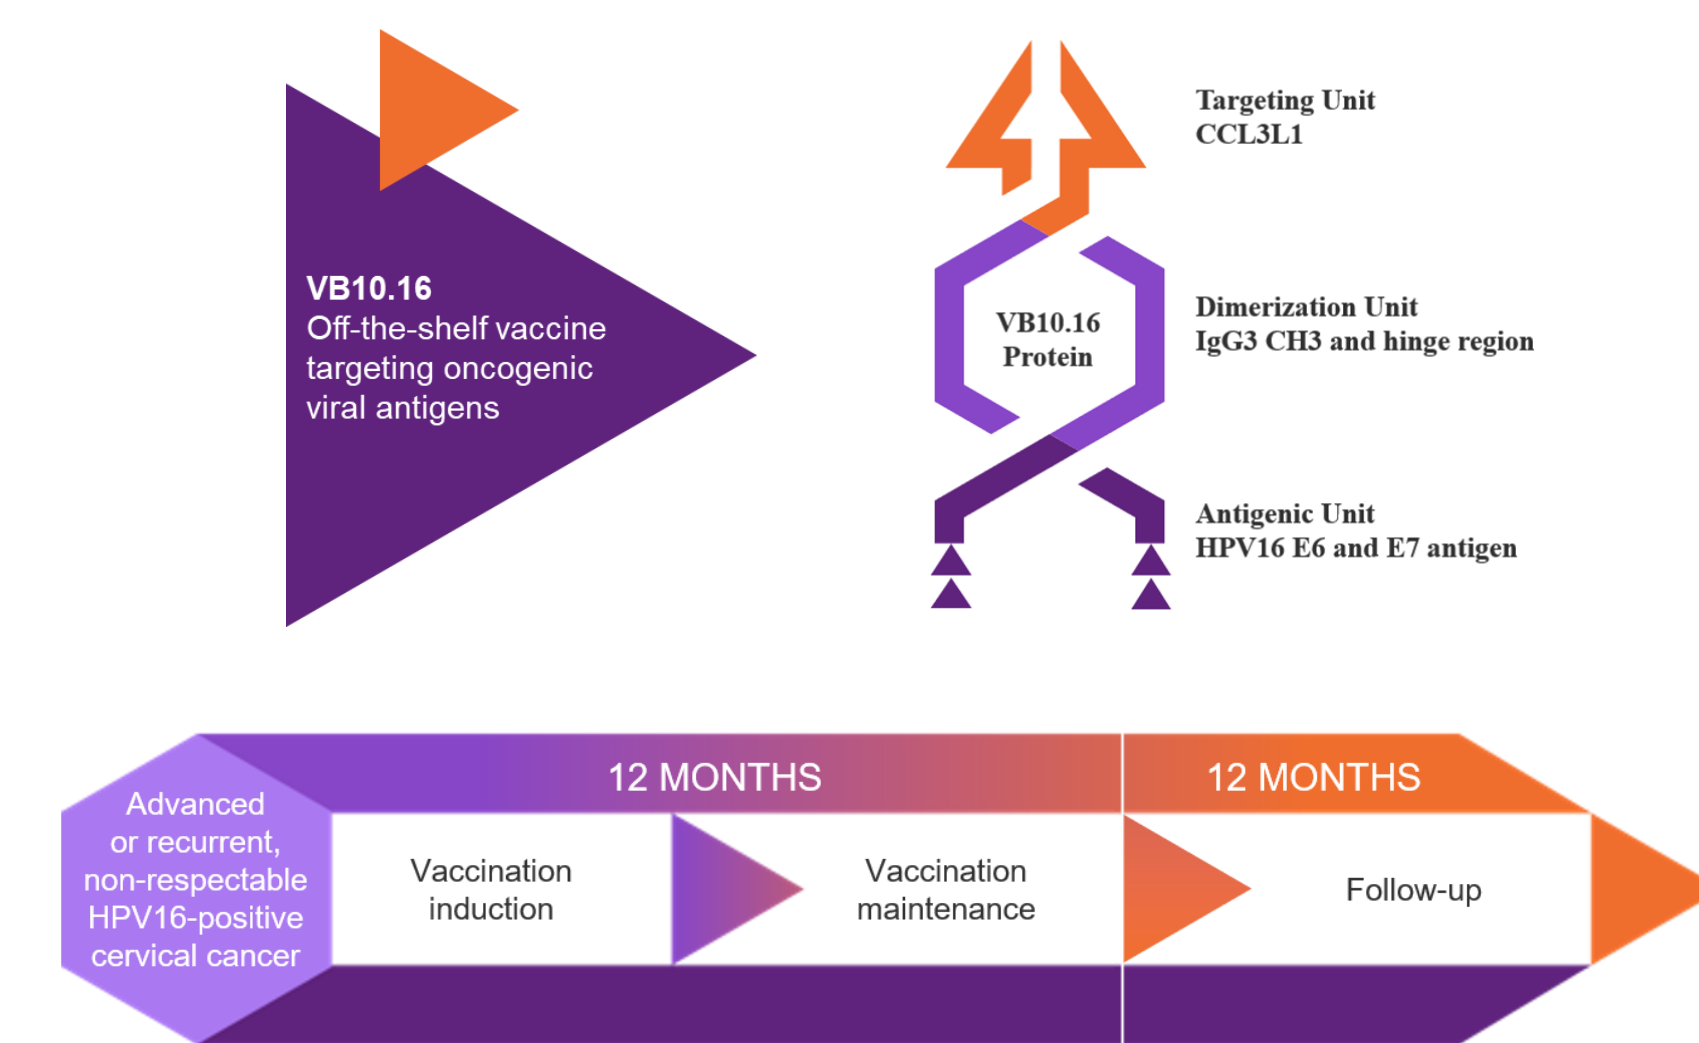 VB10.16
Off-the-shelf vaccine
targeting oncogenic
viral antigens
Targeting Unit
CCL3L1
VB10.16
Protein
Dimerization Unit
IgG3 CH3 and hinge region
Antigenic Unit
HPV16 E6 and E7 antigen
12 MONTHS
12 MONTHS
Advanced
or recurrent,
non-respectable
HPV16-positive
cervical cancer
Vaccination
induction
Vaccination
maintenance
Follow-up